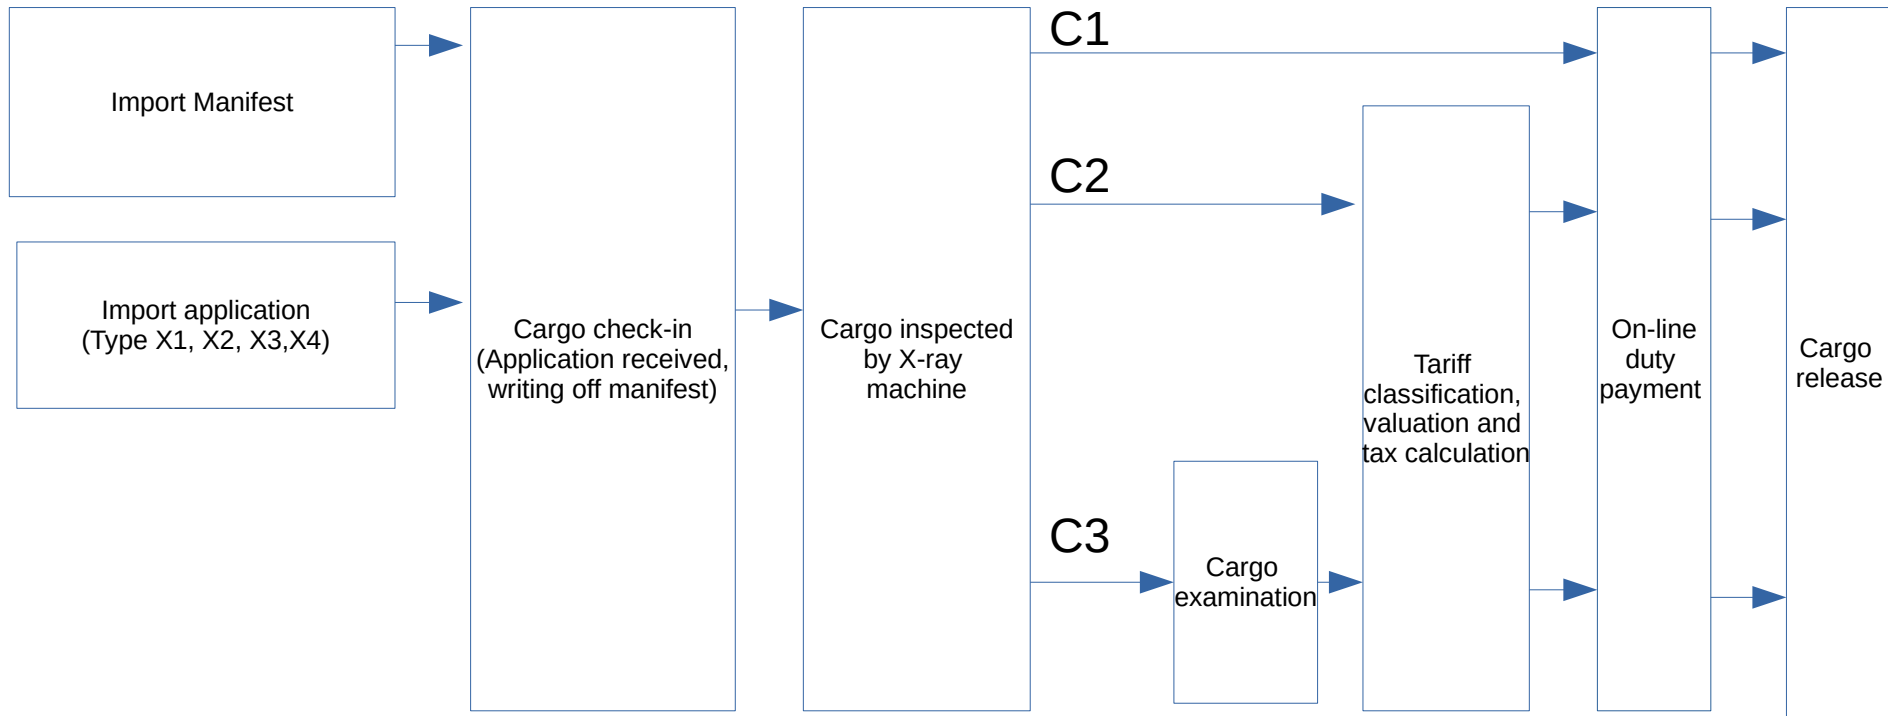 Import Manifest
Import application
(Type X1, X2, X3,X4)
Cargo check-in
(Application received,
writing off manifest)
Cargo inspected
by X-ray
machine
C1
C2
C3
Cargo
examination
Tariff
classification,
valuation and
tax calculation
On-line
duty
payment
Cargo
release